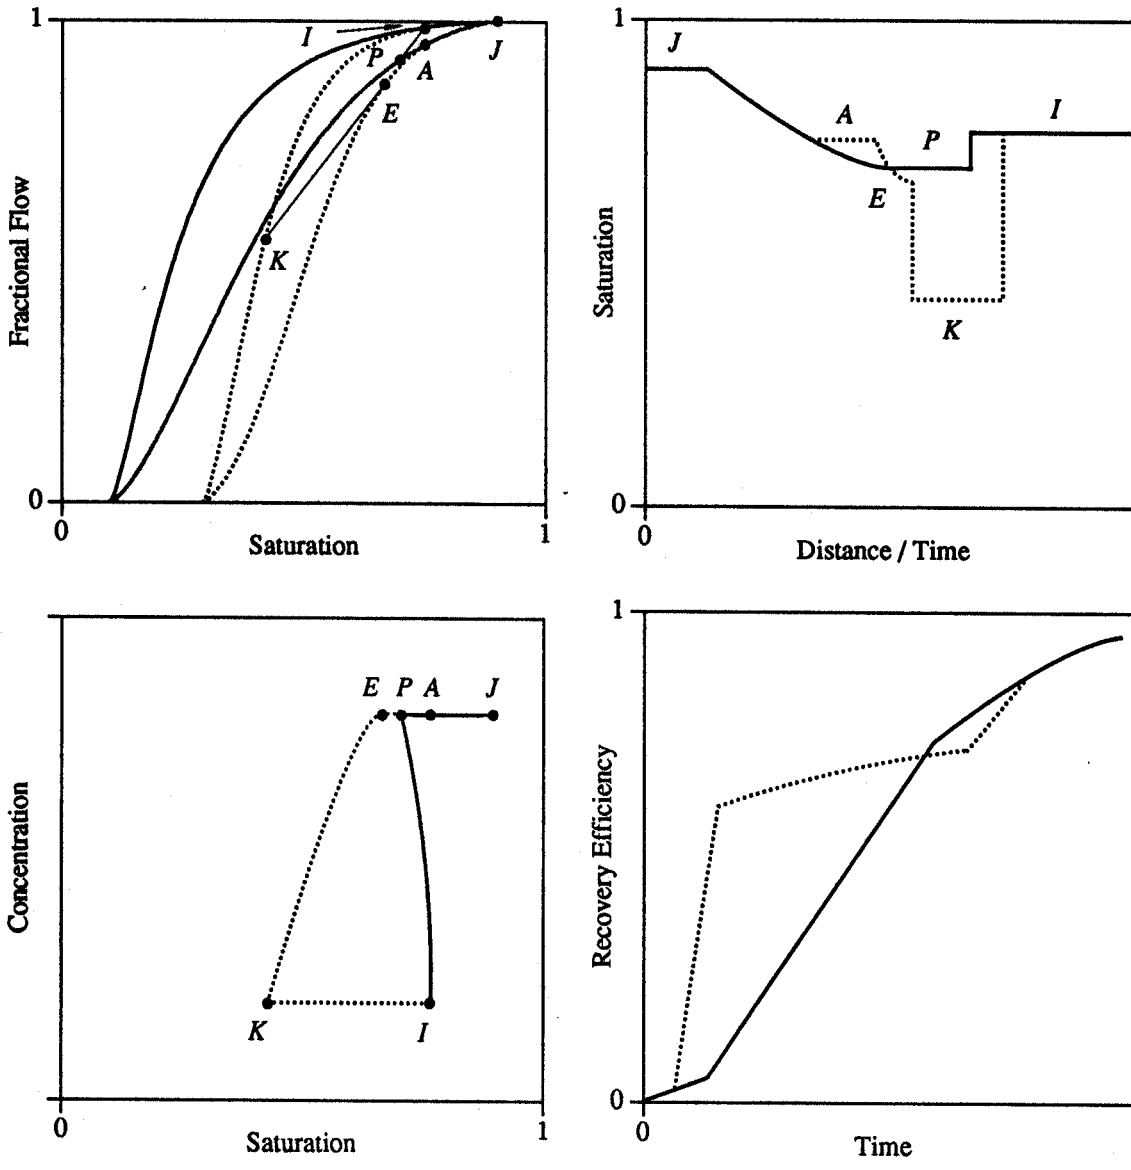 1
I
P
A
J
E
K
Fractional Flow
0
0
Saturation
1
1
J
A
P
I
E
K
Saturation
0
0
Distance / Time
E P A J
K
I
Concentration
0
Saturation
1
1
Recovery Efficiency
0
0
Time